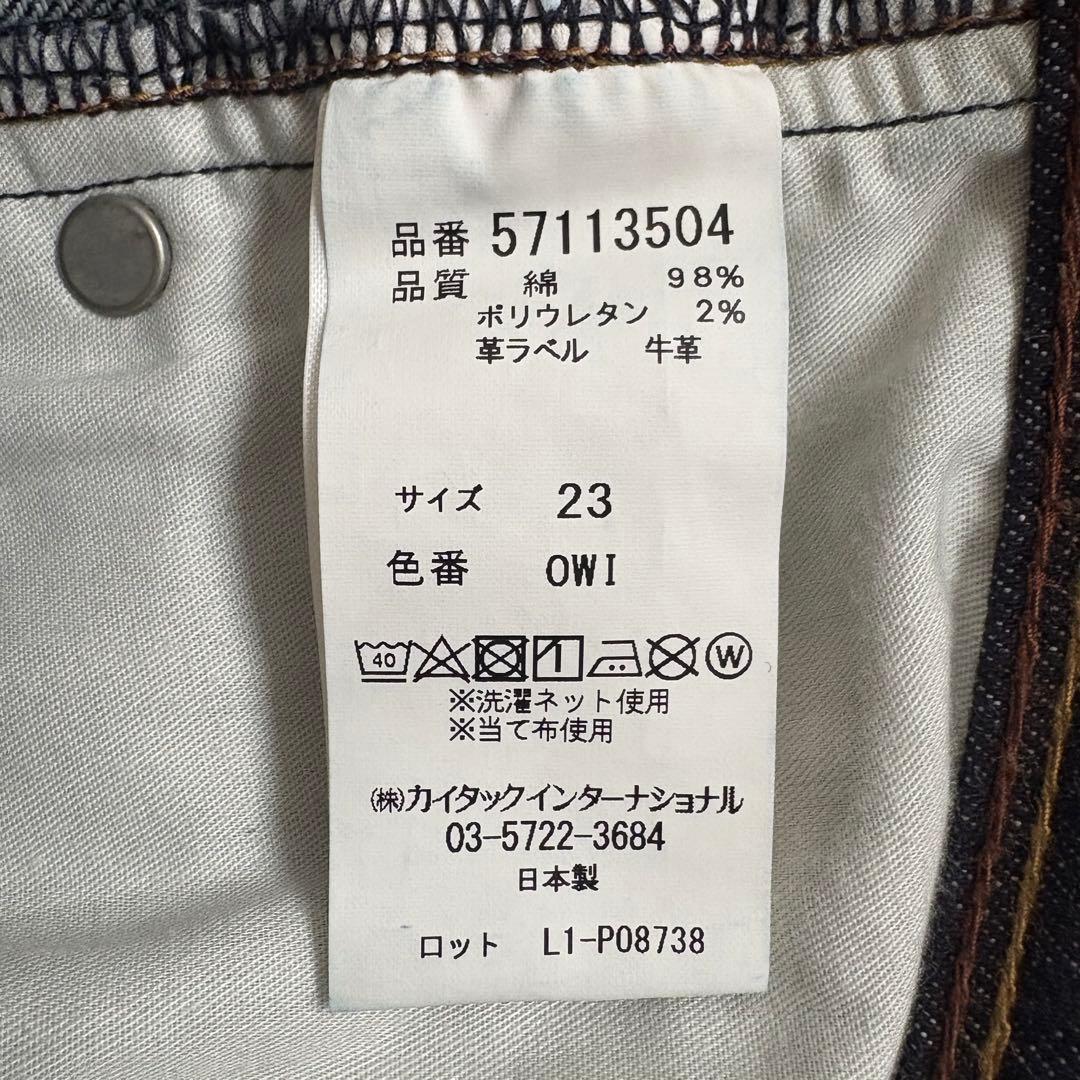 品番 57113504
品質 綿 98%
ポリウレタン 2%
革ラベル 牛革
サイズ 23
色番 OWI
40 W
※洗濯ネット使用
※当て布使用
㈱カイタックインターナショナル
03-5722-3684
日本製
ロット L1-P08738